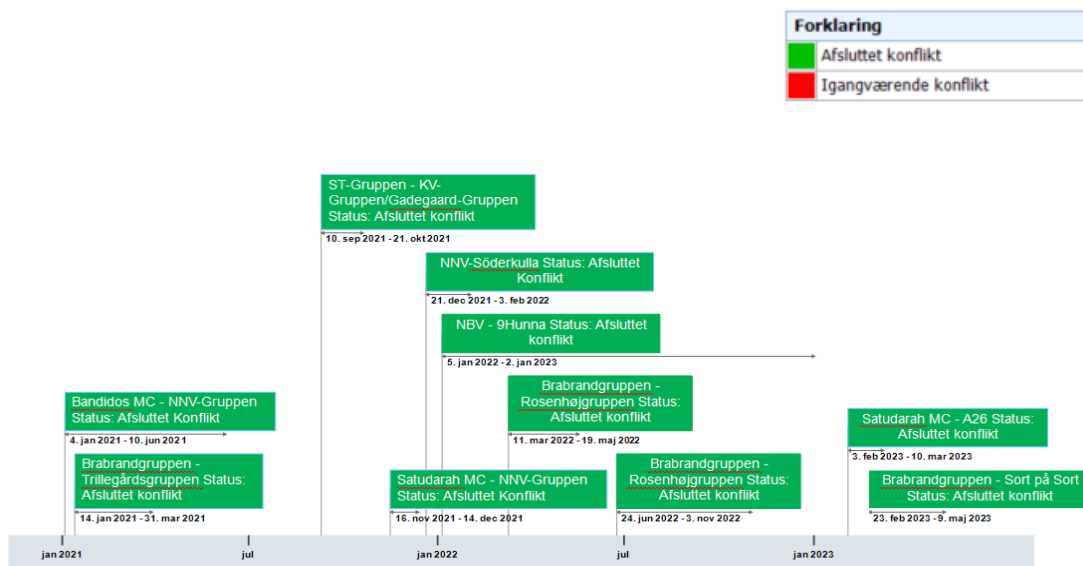 Forklaring
Afsluttet konflikt
Igangværende konflikt
ST-Gruppen - KV-
Gruppen/Gadegaard-Gruppen
Status: Afsluttet konflikt
10. sep 2021 - 21. okt 2021
NNV-Söderkulla Status: Afsluttet
Konflikt
21. dec 2021 - 3. feb 2022
NBV - 9Hunna Status: Afsluttet
konflikt
5. jan 2022 - 2. jan 2023
Brabrandgruppen -
Rosenhøjgruppen Status:
Afsluttet konflikt
11. mar 2022 - 19. maj 2022
Bandidos MC - NNV-Gruppen
Status: Afsluttet Konflikt
4. jan 2021 - 10. jun 2021
Satudarah MC - A26 Status:
Afsluttet konflikt
3. feb 2023 - 10. mar 2023
Brabrandgruppen -
Trillegårdsgruppen Status:
Afsluttet konflikt
14. jan 2021 - 31. mar 2021
Satudarah MC - NNV-Gruppen
Status: Afsluttet Konflikt
16. nov 2021 - 14. dec 2021
Brabrandgruppen -
Rosenhøjgruppen Status:
Afsluttet konflikt
24. jun 2022 - 3. nov 2022
Brabrandgruppen - Sort på Sort
Status: Afsluttet konflikt
23. feb 2023 - 9. maj 2023
jan 2021
jul
jan 2022
jul
jan 2023